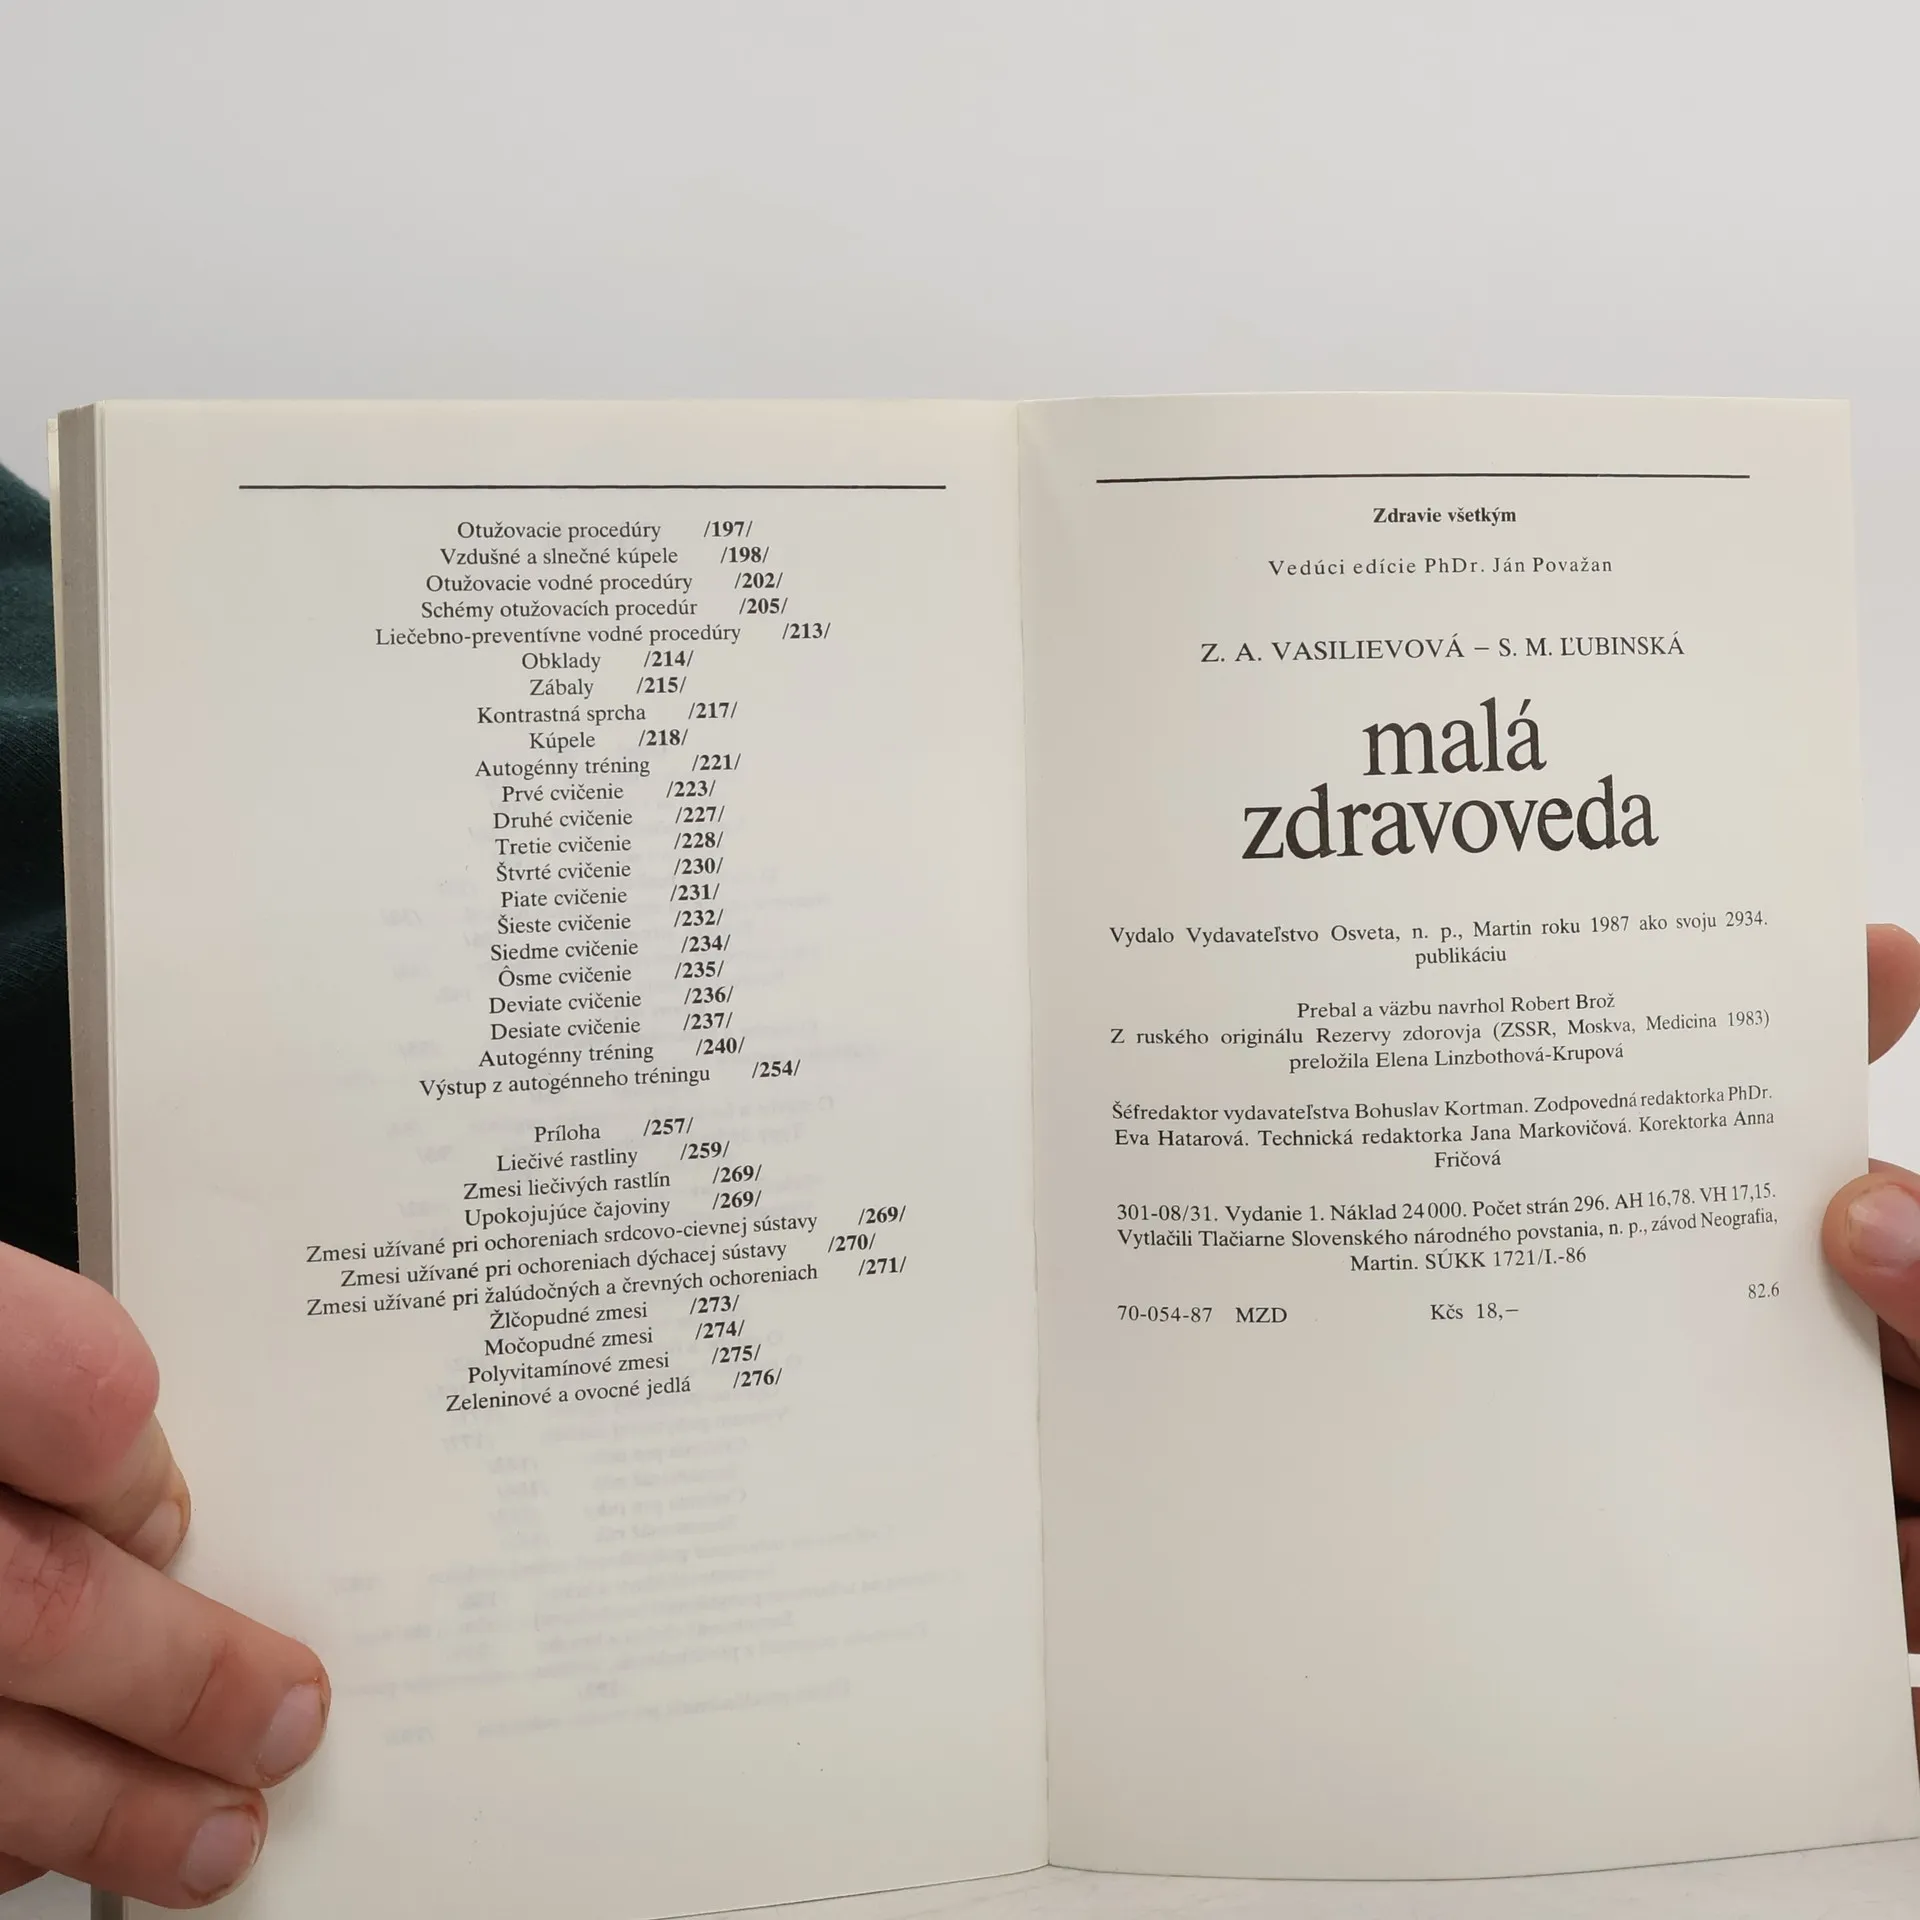 Otužovacie procedúry /197/
Vzdušné a slnečné kúpele /198/
Otužovacie vodné procedúry /202/
Schémy otužovacích procedúr /205/
Liečebno-preventívne vodné procedúry /213/
Obklady /214/
Zábaly /215/
Kontrastná sprcha /217/
Kúpele /218/
Autogénny tréning /221/
Prvé cvičenie /223/
Druhé cvičenie /227/
Tretie cvičenie /228/
Štvrté cvičenie /230/
Piate cvičenie /231/
Šieste cvičenie /232/
Siedme cvičenie /234/
Ôsme cvičenie /235/
Deviate cvičenie /236/
Desiate cvičenie /237/
Autogénny tréning /240/
Výstup z autogénneho tréningu /254/
Príloha /257/
Liečivé rastliny /259/
Zmesi liečivých rastlín /269/
Upokojujúce čajoviny /269/
Zmesi užívané pri ochoreniach srdcovo-cievnej sústavy /269/
Zmesi užívané pri ochoreniach dýchacej sústavy /270/
Zmesi užívané pri žalúdočných a črevných ochoreniach /271/
Žlčopudné zmesi /273/
Močopudné zmesi /274/
Polyvitamínové zmesi /275/
Zeleninové a ovocné jedlá /276/
Zdravie všetkým
Vedúci edície PhDr. Ján Považan
Z. A. VASILIEVOVÁ – S. M. ĽUBINSKÁ
malá
zdravoveda
Vydalo Vydavateľstvo Osveta, n. p., Martin roku 1987 ako svoju 2934.
publikáciu
Prebal a väzbu navrhol Robert Brož
Z ruského originálu Rezervy zdorovja (ZSSR, Moskva, Medicina 1983)
preložila Elena Linzbothová-Krupová
Šéfredaktor vydavateľstva Bohuslav Kortman. Zodpovedná redaktorka PhDr.
Eva Hatarová. Technická redaktorka Jana Markovičová. Korektorka Anna
Fričová
301-08/31. Vydanie 1. Náklad 24 000. Počet strán 296. AH 16,78. VH 17,15.
Vytlačili Tlačiarne Slovenského národného povstania, n. p., závod Neografia,
Martin. SÚKK 1721/I.-86
82.6
70-054-87 MZD Kčs 18,–